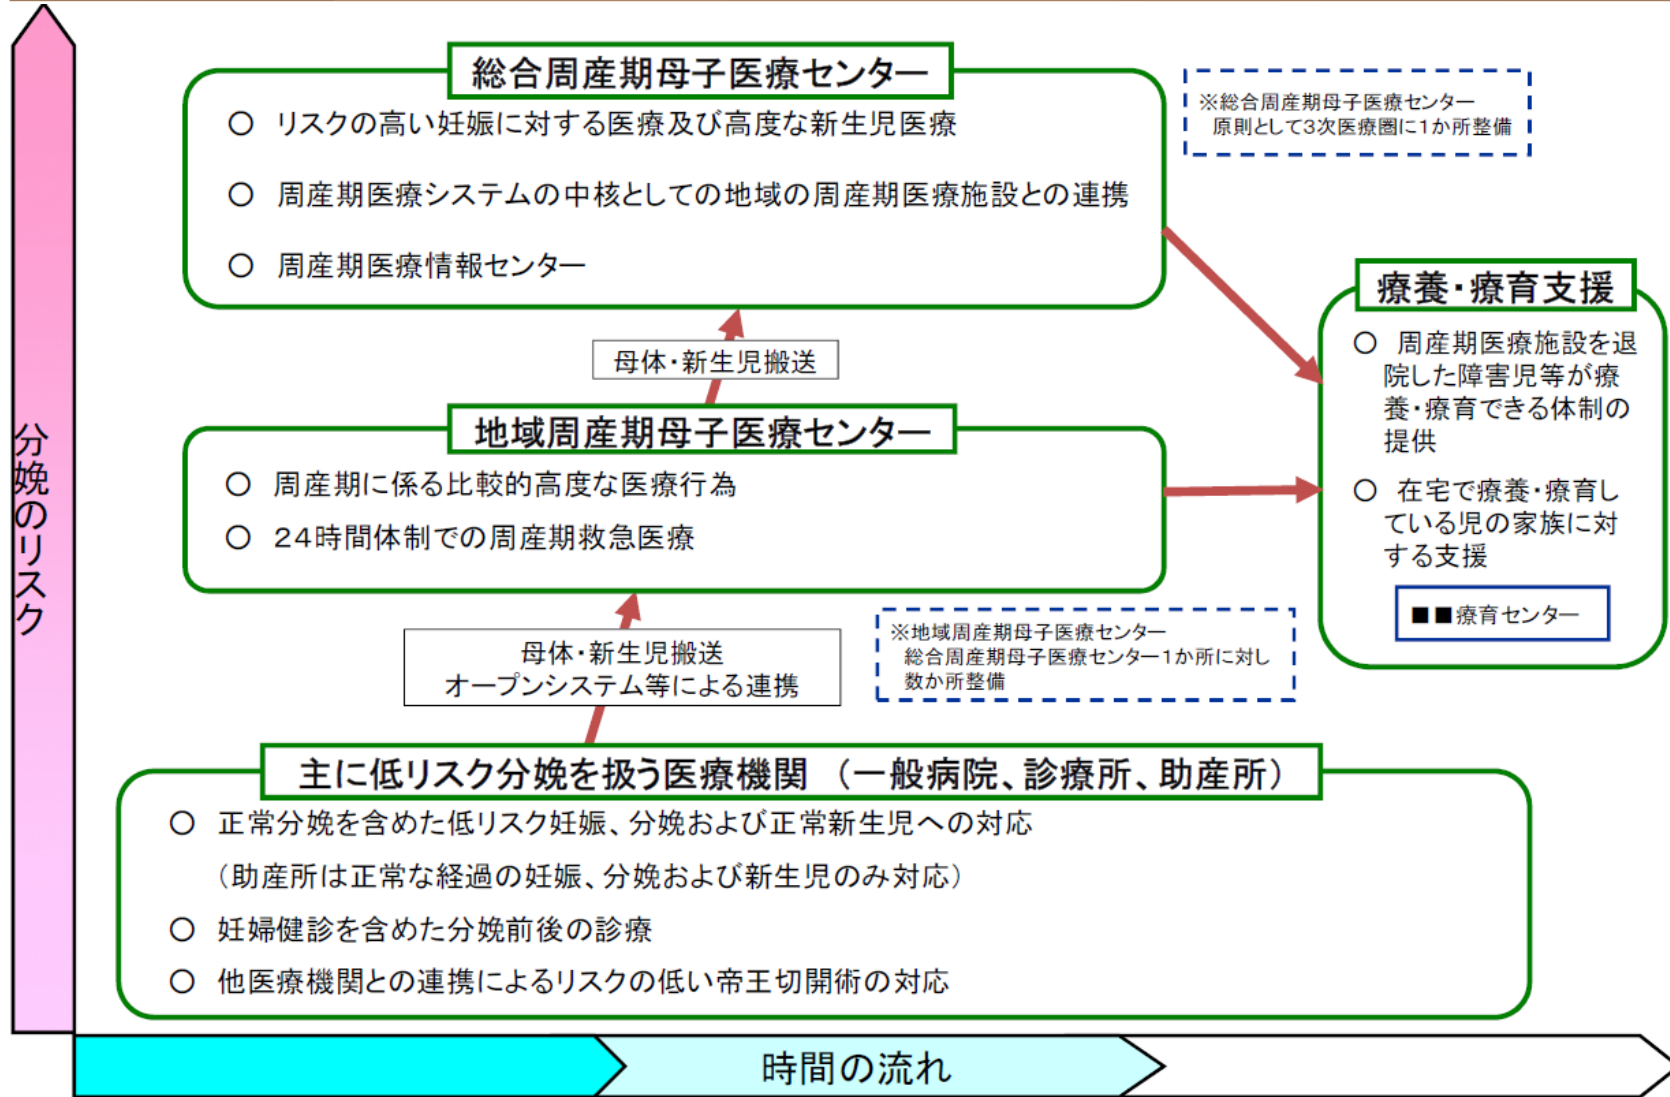 総合周産期母子医療センター
○ リスクの高い妊娠に対する医療及び高度な新生児医療
○ 周産期医療システムの中核としての地域の周産期医療施設との連携
○ 周産期医療情報センター
※総合周産期母子医療センター
原則として3次医療圏に1か所整備
母体・新生児搬送
地域周産期母子医療センター
○ 周産期に係る比較的高度な医療行為
○ 24時間体制での周産期救急医療
療養・療育支援
○ 周産期医療施設を退
院した障害児等が療
養・療育できる体制の
提供
○ 在宅で療養・療育し
ている児の家族に対
する支援
■■療育センター
母体・新生児搬送
オープンシステム等による連携
※地域周産期母子医療センター
総合周産期母子医療センター1か所に対し
数か所整備
主に低リスク分娩を扱う医療機関 （一般病院、診療所、助産所）
○ 正常分娩を含めた低リスク妊娠、分娩および正常新生児への対応
（助産所は正常な経過の妊娠、分娩および新生児のみ対応）
○ 妊婦健診を含めた分娩前後の診療
○ 他医療機関との連携によるリスクの低い帝王切開術の対応
分娩のリスク
時間の流れ